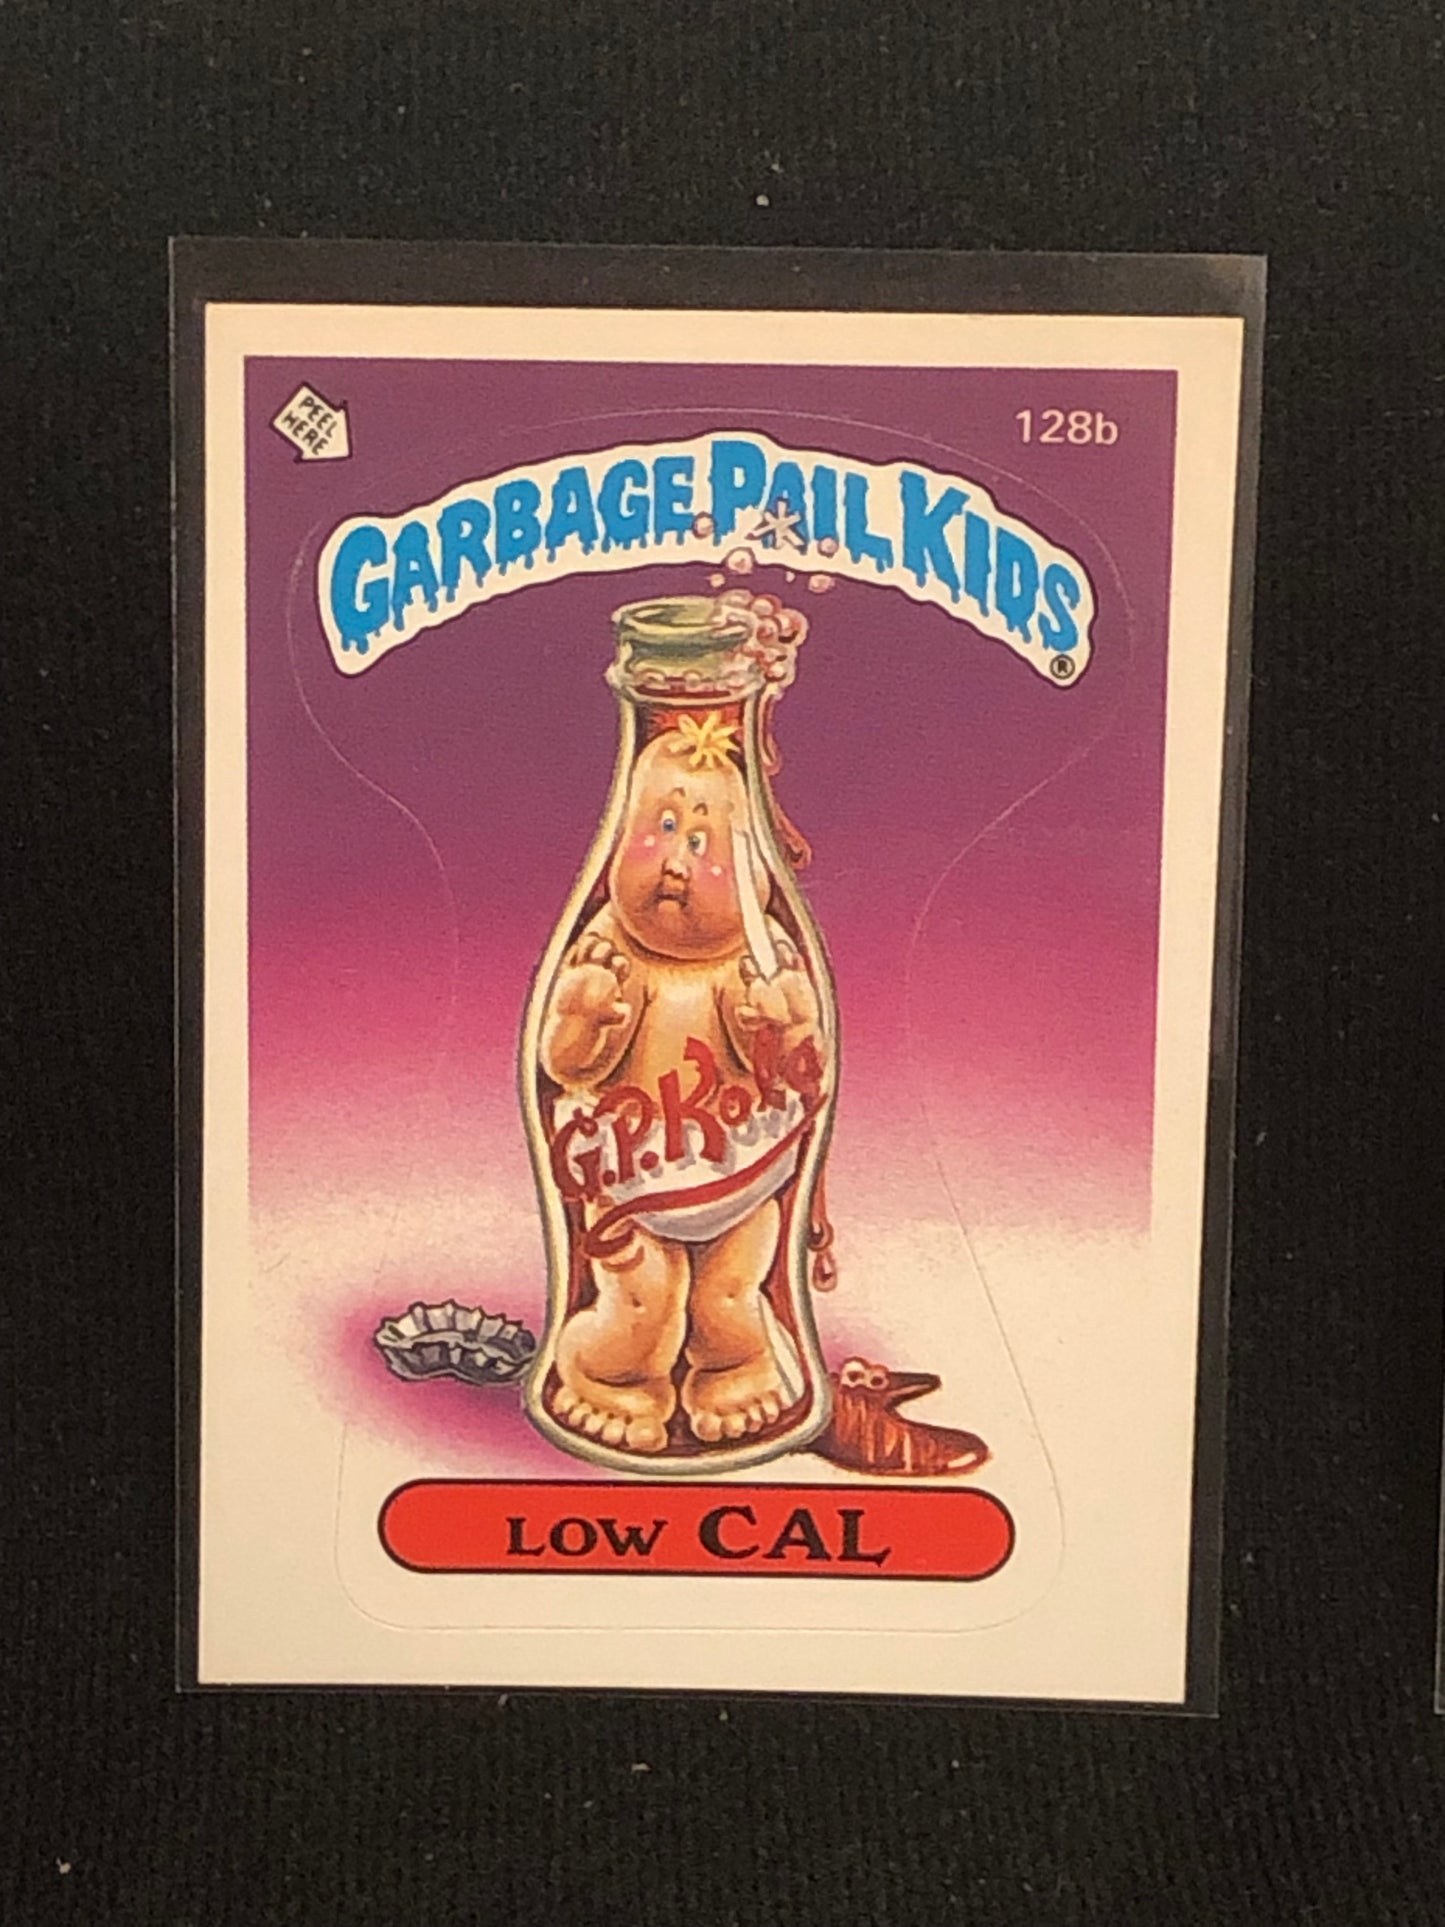 PEEL
HERE
128b
GARBAGE PAIL KIDS®
G.P. Kola
LOW CAL